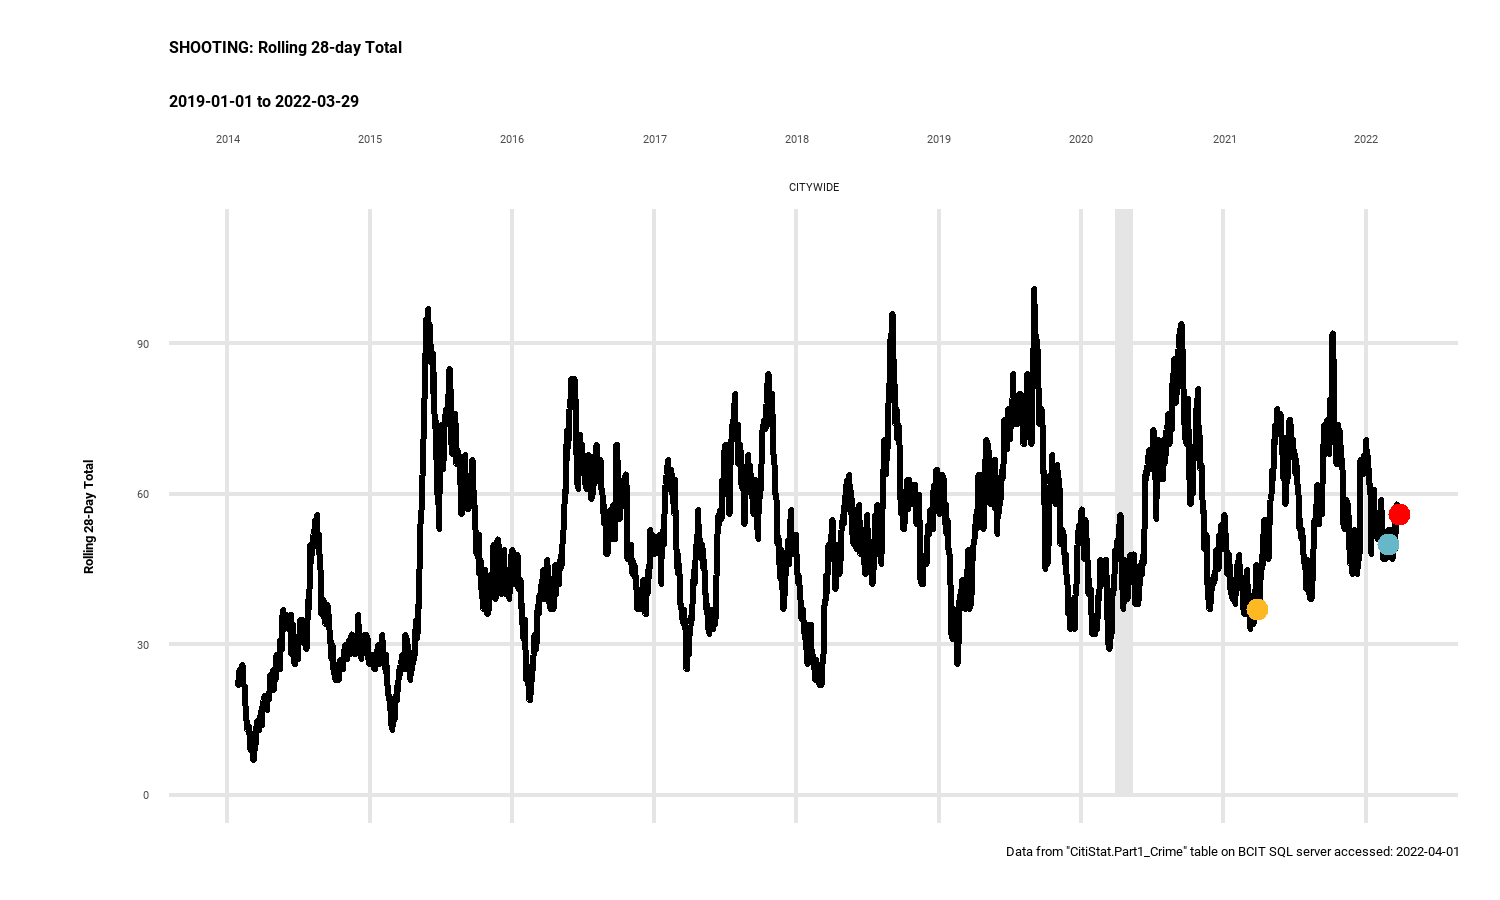 SHOOTING: Rolling 28-day Total
2019-01-01 to 2022-03-29
2014 2015 2016 2017 2018 2019 2020 2021 2022
CITYWIDE
90
60
30
0
Rolling 28-Day Total
Data from "CitiStat.Part1_Crime" table on BCIT SQL server accessed: 2022-04-01